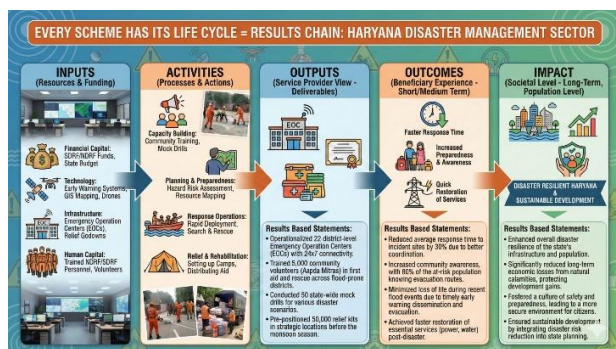 EVERY SCHEME HAS ITS LIFE CYCLE = RESULTS CHAIN: HARYANA DISASTER MANAGEMENT SECTOR
INPUTS
(Resources & Funding)
Financial Capital:
SDRF/NDRF Funds,
State Budget
Technology:
Early Warning Systems,
GIS Mapping, Drones
Infrastructure:
Emergency Operation
Centers (EOCs), Relief
Godowns
Human Capital:
Trained NDRF/SDRF
Personnel, Volunteers
ACTIVITIES
(Processes & Actions)
Capacity Building:
Community Training,
Mock Drills
Planning & Preparedness:
Hazard Risk Assessment,
Resource Mapping
Response Operations:
Rapid Deployment,
Search & Rescue
Relief & Rehabilitation:
Setting up Camps,
Distributing Aid
OUTPUTS
(Service Provider View -
Deliverables)
EOC
Results Based Statements:
• Operationalized 22 district-level
Emergency Operation Centers
(EOCs) with 24x7 connectivity.
• Trained 5,000 community
volunteers (Aapda Mitras) in first
aid and rescue across flood-prone
districts.
• Conducted 50 state-wide mock
drills for various disaster
scenarios.
• Pre-positioned 50,000 relief kits in
strategic locations before the
monsoon season.
OUTCOMES
(Beneficiary Experience -
Short/Medium Term)
Faster Response Time
Increased
Preparedness
& Awareness
Quick
Restoration
of Services
Results Based Statements:
• Reduced average response time to
incident sites by 30% due to better
coordination.
• Increased community awareness,
with 80% of the at-risk population
knowing evacuation routes.
• Minimized loss of life during recent
flood events due to timely early
warning dissemination and
evacuation.
• Achieved faster restoration of
essential services (power, water)
post-disaster.
IMPACT
(Societal Level - Long-Term,
Population Level)
DISASTER RESILIENT HARYANA
&
SUSTAINABLE DEVELOPMENT
Results Based Statements:
• Enhanced overall disaster
resilience of the state's
infrastructure and population.
• Significantly reduced long-term
economic losses from natural
calamities, protecting
development gains.
• Fostered a culture of safety and
preparedness, leading to a
more secure environment for
citizens.
• Ensured sustainable development
by integrating disaster risk
reduction into state planning.